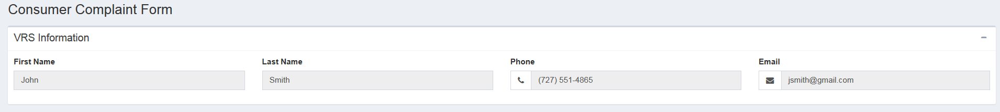 Consumer Complaint Form
VRS Information
First Name Last Name Phone Email
John Smith (727) 551-4865 jsmith@gmail.com